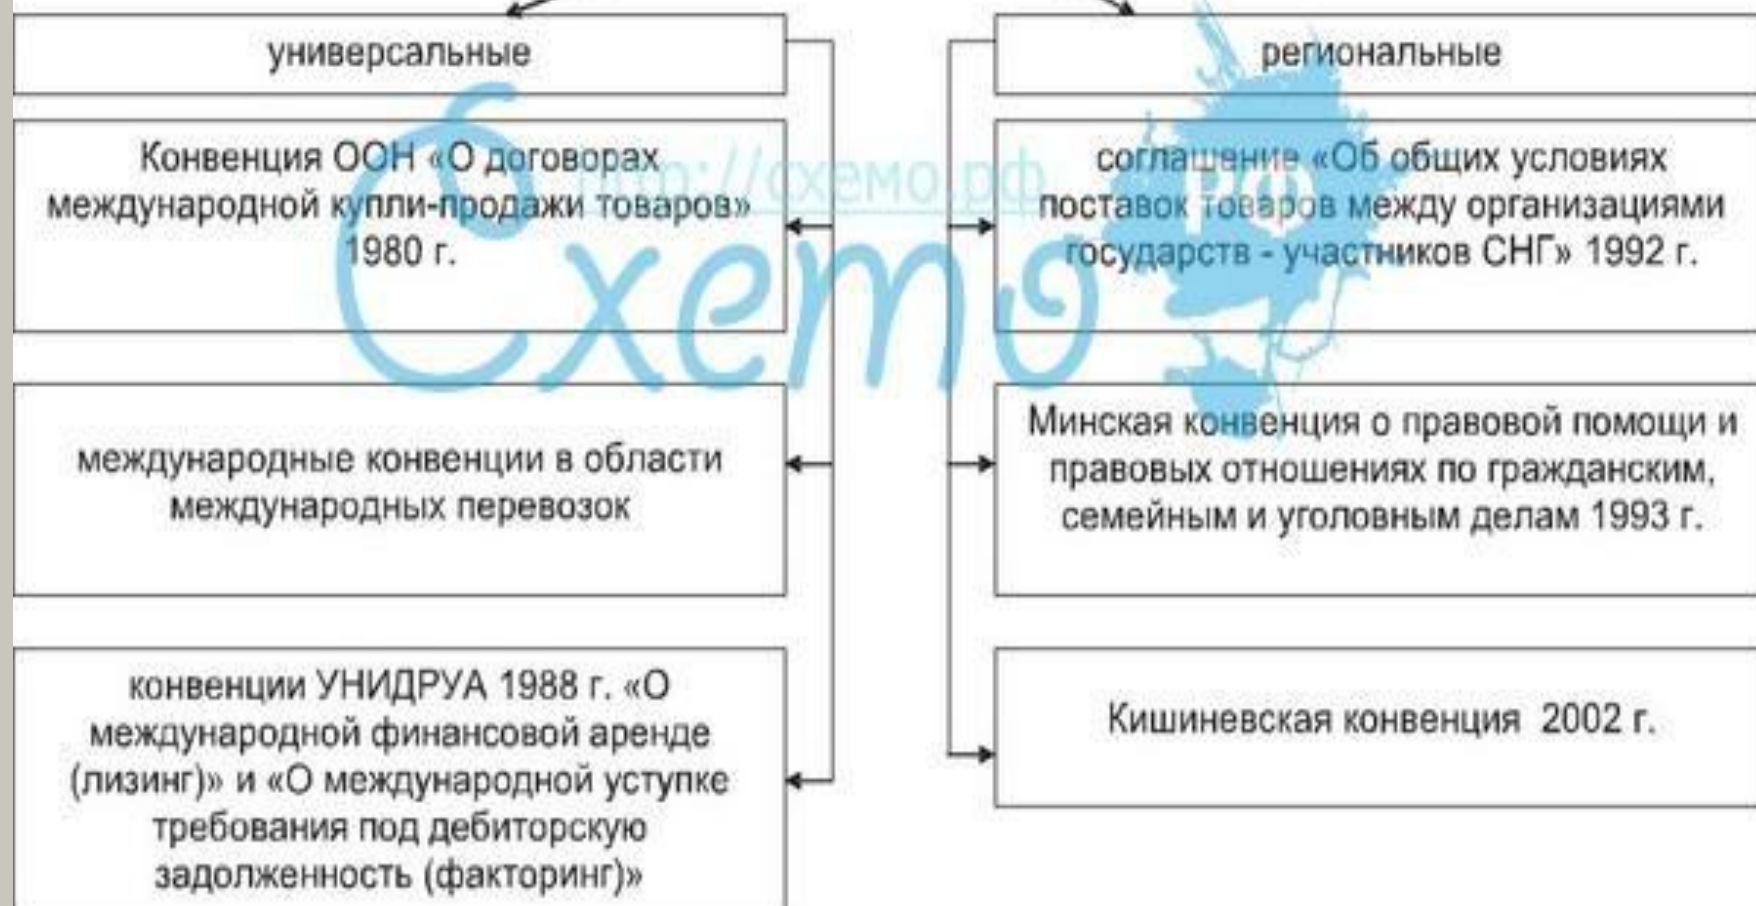 универсальные
Конвенция ООН «О договорах
международной купли-продажи товаров»
1980 г.
международные конвенции в области
международных перевозок
конвенции УНИДРУА 1988 г. «О
международной финансовой аренде
(лизинг)» и «О международной уступке
требования под дебиторскую
задолженность (факторинг)»
региональные
соглашение «Об общих условиях
поставок товаров между организациями
государств - участников СНГ» 1992 г.
Минская конвенция о правовой помощи и
правовых отношениях по гражданским,
семейным и уголовным делам 1993 г.
Кишиневская конвенция 2002 г.
http://схемо.рф
Схемо
РФ